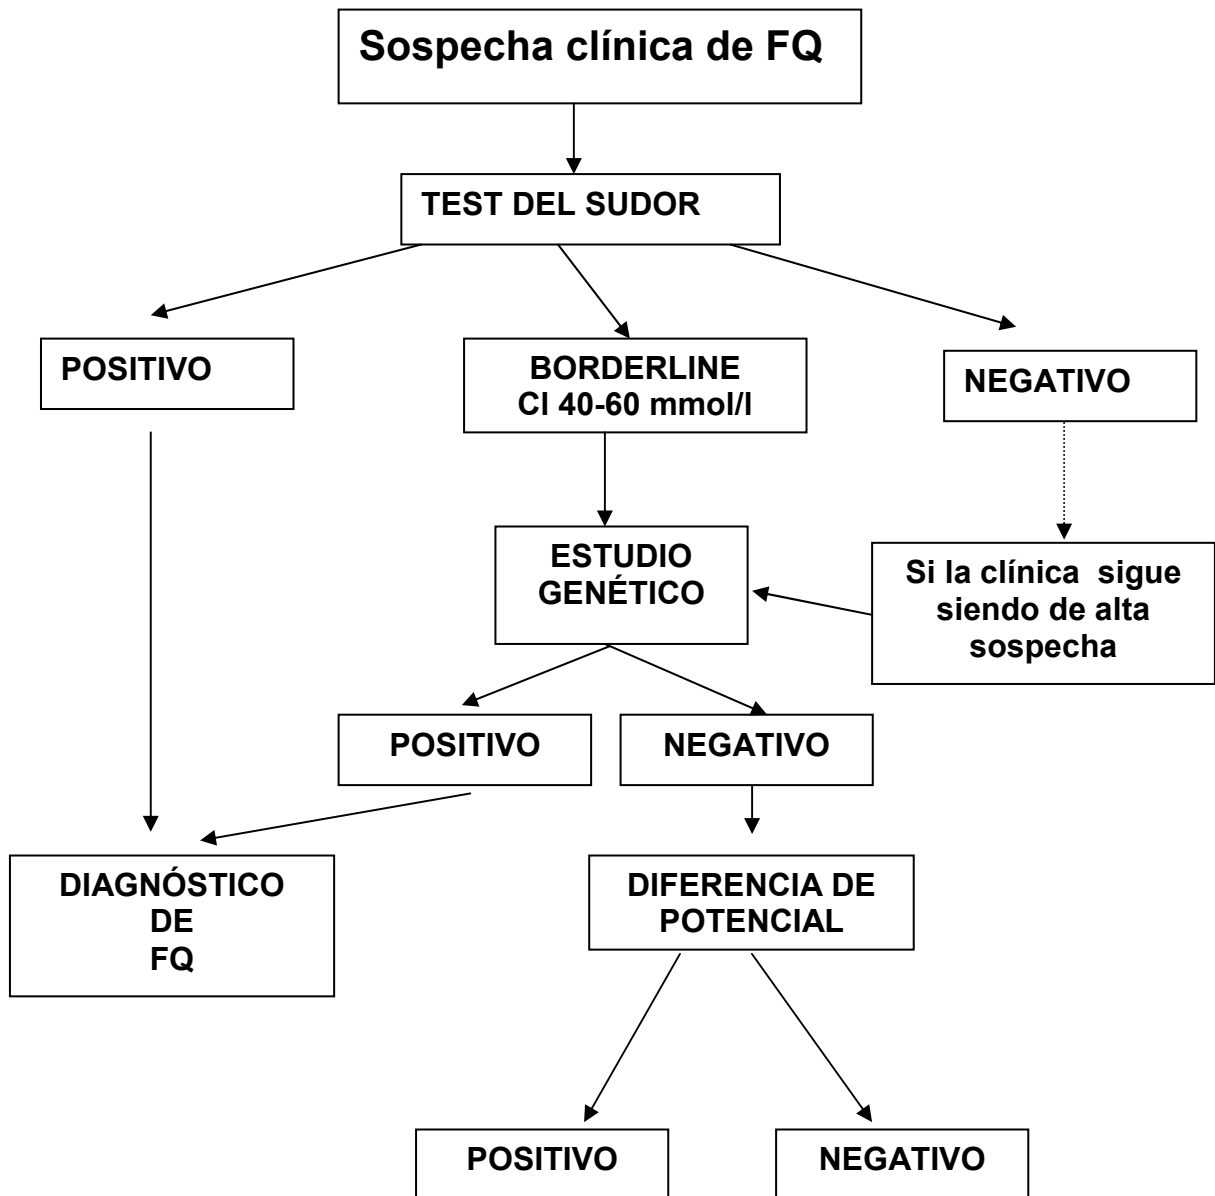 Sospecha clínica de FQ
TEST DEL SUDOR
POSITIVO
BORDERLINE
Cl 40-60 mmol/l
NEGATIVO
ESTUDIO
GENÉTICO
Si la clínica sigue
siendo de alta
sospecha
POSITIVO
NEGATIVO
DIAGNÓSTICO
DE
FQ
DIFERENCIA DE
POTENCIAL
POSITIVO
NEGATIVO